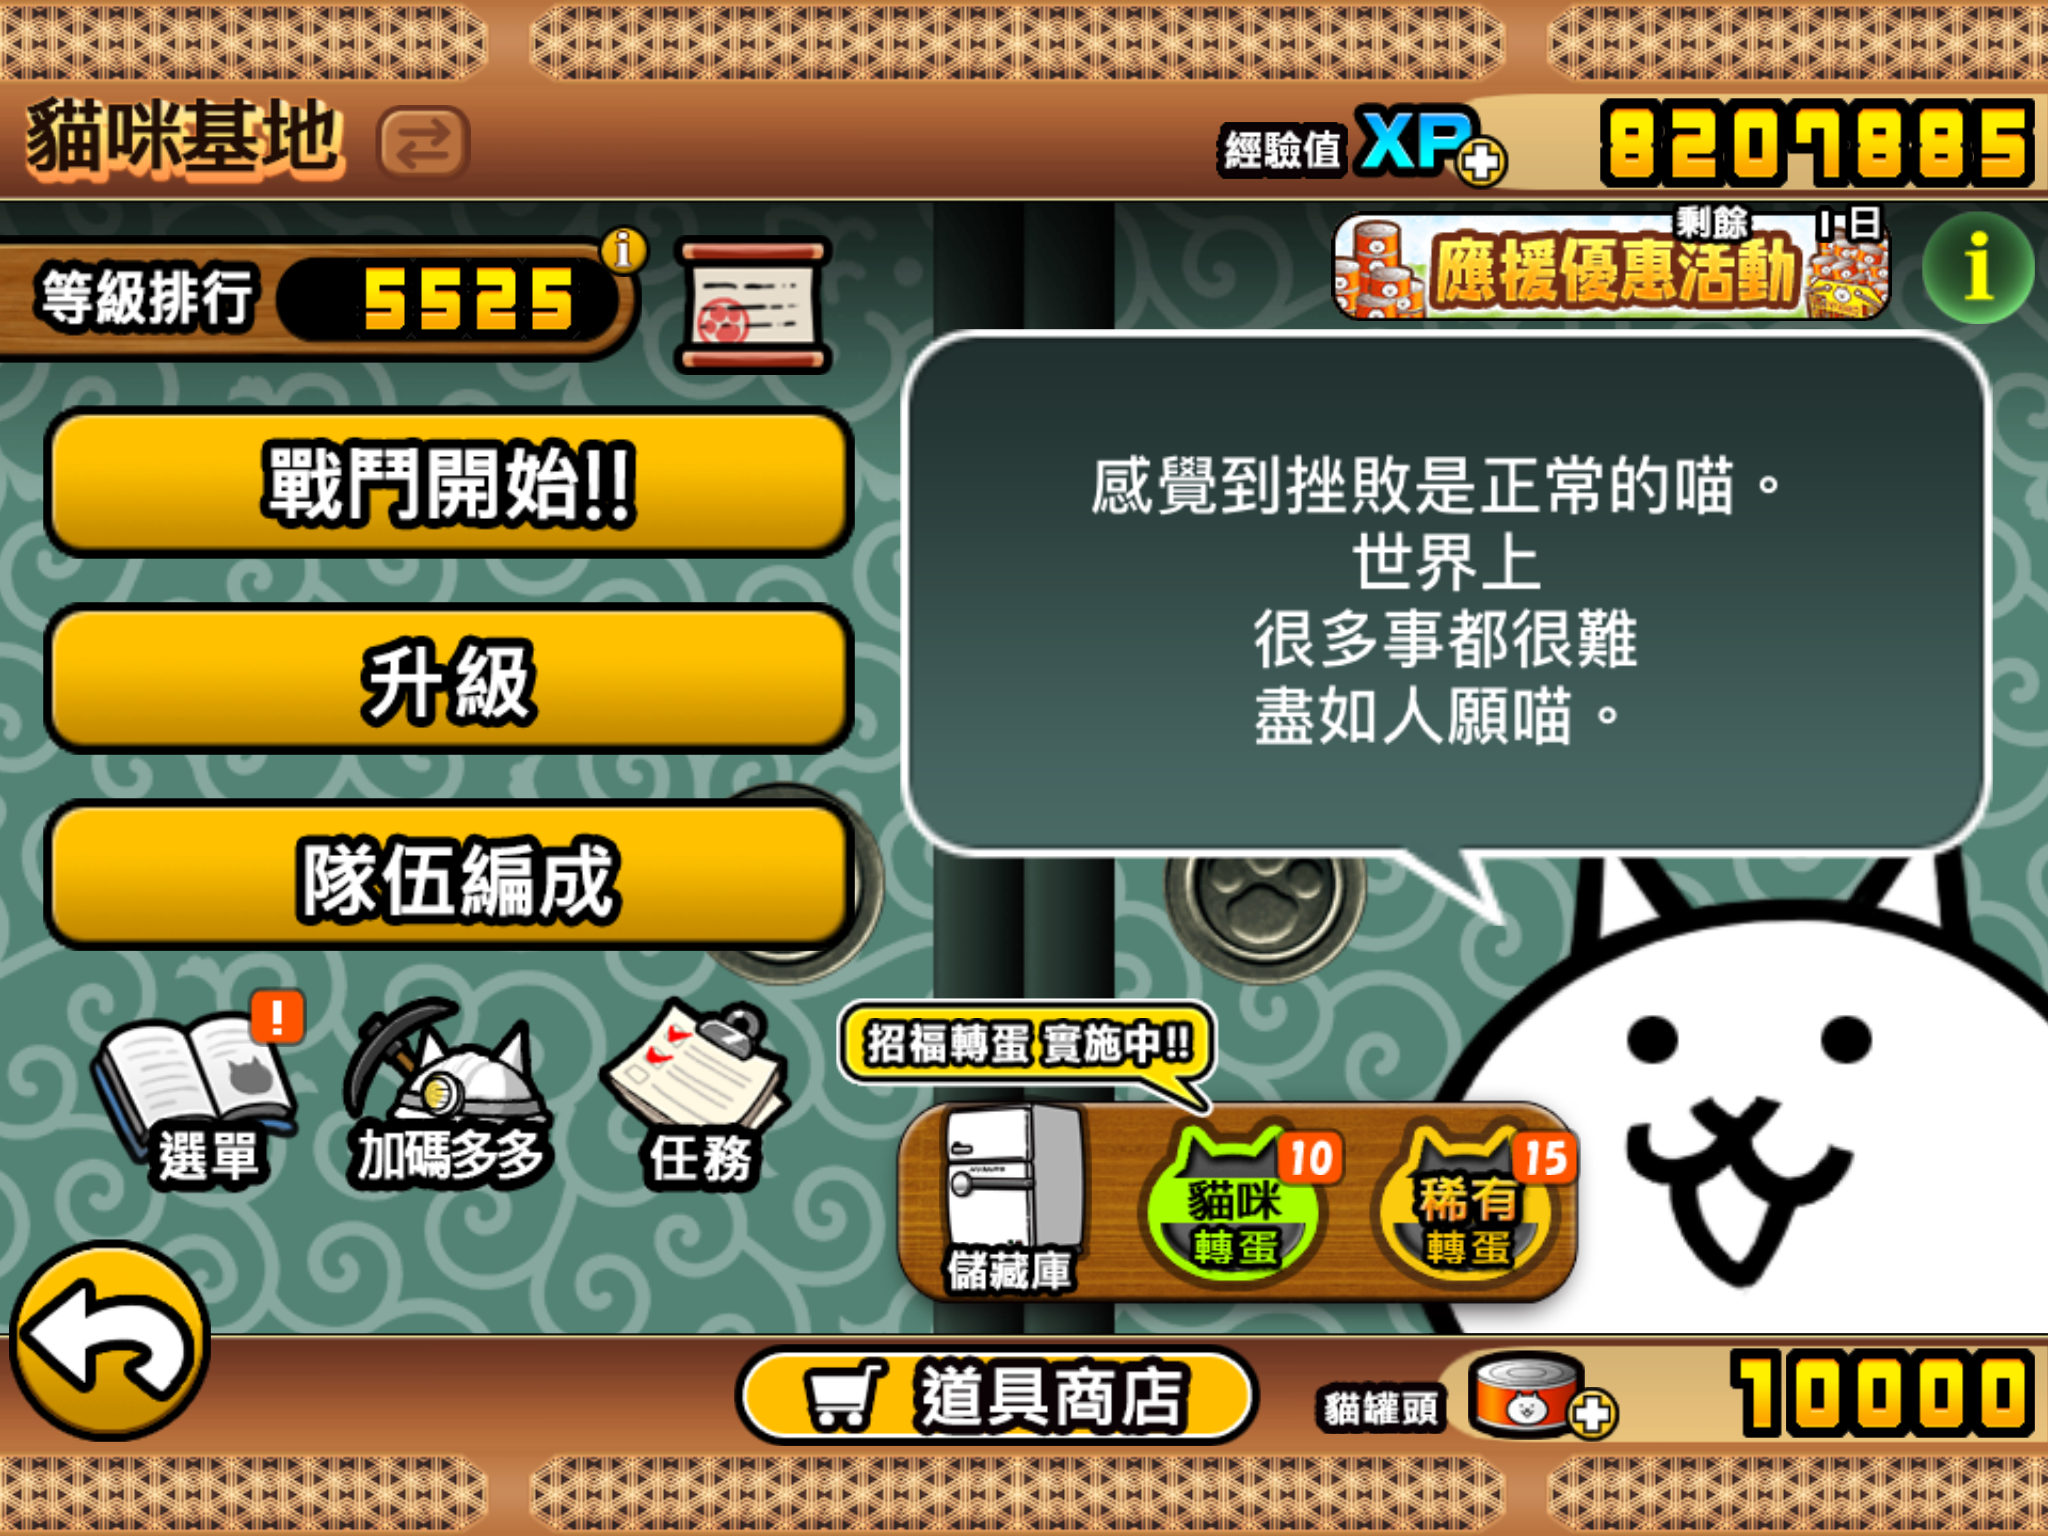 貓咪基地
經驗值 XP 8207885
等級排行 5525
剩餘 1日
應援優惠活動
戰鬥開始!!
升級
隊伍編成
感覺到挫敗是正常的喵。
世界上
很多事都很難
盡如人願喵。
選單
加碼多多
任務
招福轉蛋 實施中!!
儲藏庫
貓咪
轉蛋
10
稀有
轉蛋
15
道具商店
貓罐頭 10000